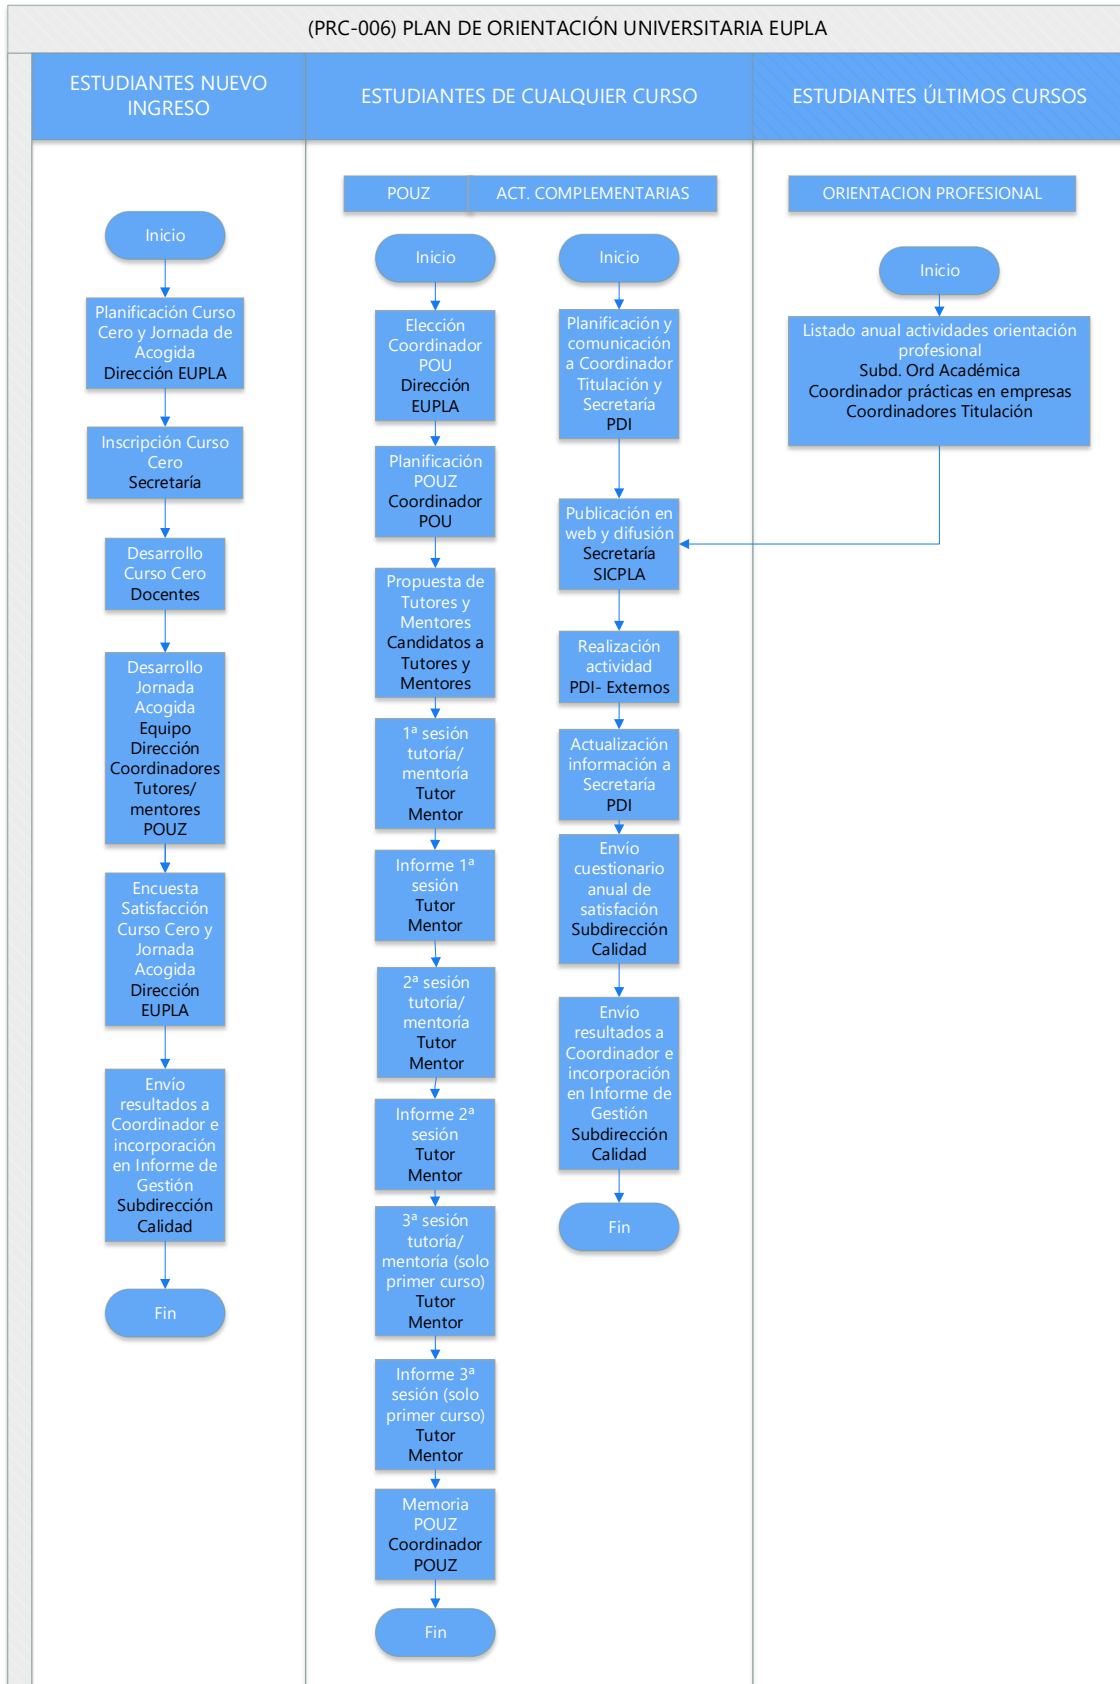 (PRC-006) PLAN DE ORIENTACIÓN UNIVERSITARIA EUPLA
ESTUDIANTES NUEVO
INGRESO
ESTUDIANTES DE CUALQUIER CURSO
ESTUDIANTES ÚLTIMOS CURSOS
Inicio
Planificación Curso
Cero y Jornada de
Acogida
Dirección EUPLA
Inscripción Curso
Cero
Secretaría
Desarrollo
Curso Cero
Docentes
Desarrollo
Jornada
Acogida
Equipo
Dirección
Coordinadores
Tutores/
mentores
POUZ
Encuesta
Satisfacción
Curso Cero y
Jornada
Acogida
Dirección
EUPLA
Envío
resultados a
Coordinador e
incorporación
en Informe de
Gestión
Subdirección
Calidad
Fin
POUZ
Inicio
Elección
Coordinador
POU
Dirección
EUPLA
Planificación
POUZ
Coordinador
POU
Propuesta de
Tutores y
Mentores
Candidatos a
Tutores y
Mentores
1ª sesión
tutoría/
mentoría
Tutor
Mentor
Informe 1ª
sesión
Tutor
Mentor
2ª sesión
tutoría/
mentoría
Tutor
Mentor
Informe 2ª
sesión
Tutor
Mentor
3ª sesión
tutoría/
mentoría (solo
primer curso)
Tutor
Mentor
Informe 3ª
sesión (solo
primer curso)
Tutor
Mentor
Memoria
POUZ
Coordinador
POUZ
Fin
ACT. COMPLEMENTARIAS
Inicio
Planificación y
comunicación
a Coordinador
Titulación y
Secretaría
PDI
Publicación en
web y difusión
Secretaría
SICPLA
Realización
actividad
PDI- Externos
Actualización
información a
Secretaría
PDI
Envío
cuestionario
anual de
satisfación
Subdirección
Calidad
Envío
resultados a
Coordinador e
incorporación
en Informe de
Gestión
Subdirección
Calidad
Fin
ORIENTACION PROFESIONAL
Inicio
Listado anual actividades orientación
profesional
Subd. Ord Académica
Coordinador prácticas en empresas
Coordinadores Titulación